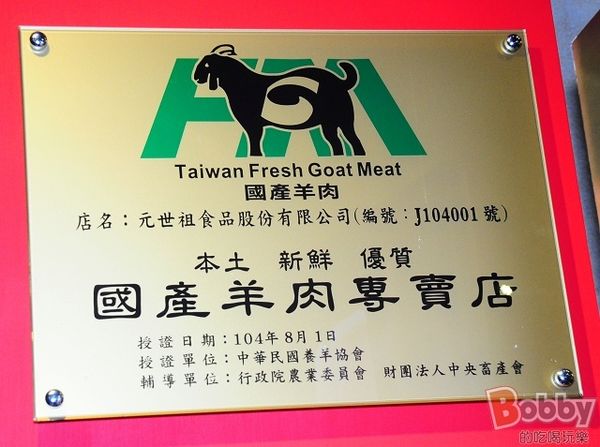 Taiwan Fresh Goat Meat
國產羊肉
店名：元世祖食品股份有限公司(編號：J104001號)
本土 新鮮 優質
國產羊肉專賣店
授證日期：104年8月1日
授證單位：中華民國養羊協會
輔導單位：行政院農業委員會 財團法人中央畜產會
Bobby
的吃喝玩樂